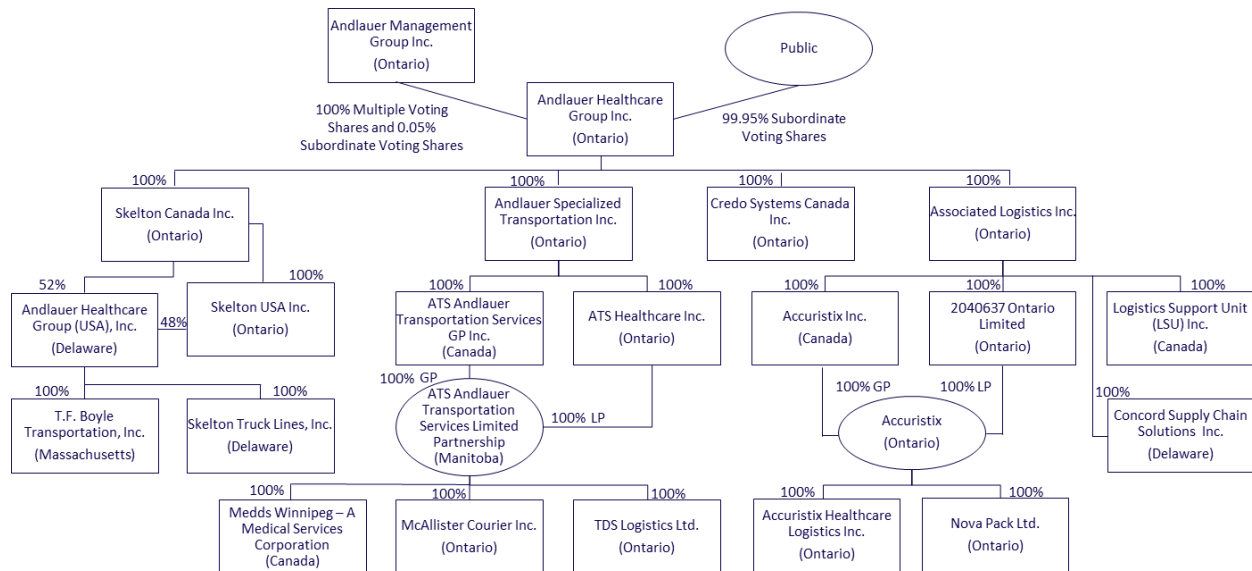 Andlauer Management
Group Inc.
(Ontario)
Public
100% Multiple Voting
Shares and 0.05%
Subordinate Voting Shares
Andlauer Healthcare
Group Inc.
(Ontario)
99.95% Subordinate
Voting Shares
100%
Skelton Canada Inc.
(Ontario)
100%
Andlauer Specialized
Transportation Inc.
(Ontario)
100%
Credo Systems Canada
Inc.
(Ontario)
100%
Associated Logistics Inc.
(Ontario)
52%
Andlauer Healthcare
Group (USA), Inc.
(Delaware)
48%
100%
Skelton USA Inc.
(Ontario)
100%
ATS Andlauer
Transportation Services
GP Inc.
(Canada)
100%
ATS Healthcare Inc.
(Ontario)
100%
Accuristix Inc.
(Canada)
100%
2040637 Ontario
Limited
(Ontario)
100%
Logistics Support Unit
(LSU) Inc.
(Canada)
100%
T.F. Boyle
Transportation, Inc.
(Massachusetts)
100%
Skelton Truck Lines, Inc.
(Delaware)
100% GP
ATS Andlauer
Transportation
Services Limited
Partnership
(Manitoba)
100% LP
100% GP
100% LP
Accuristix
(Ontario)
100%
Concord Supply Chain
Solutions Inc.
(Delaware)
100%
Medds Winnipeg – A
Medical Services
Corporation
(Canada)
100%
McAllister Courier Inc.
(Ontario)
100%
TDS Logistics Ltd.
(Ontario)
100%
Accuristix Healthcare
Logistics Inc.
(Ontario)
100%
Nova Pack Ltd.
(Ontario)